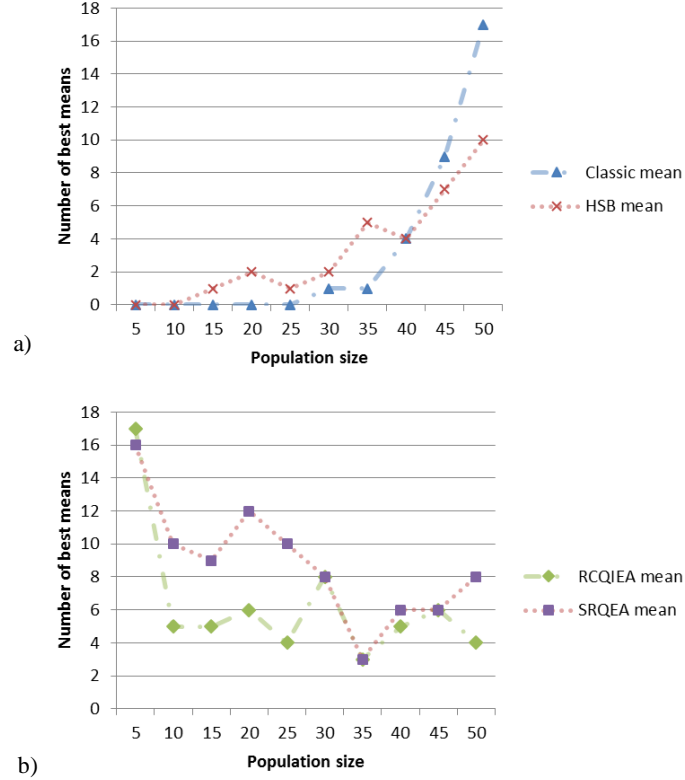 18
16
14
12
10
8
6
4
2
0
Number of best means
5 10 15 20 25 30 35 40 45 50
Population size
Classic mean
HSB mean
a)
18
16
14
12
10
8
6
4
2
0
Number of best means
5 10 15 20 25 30 35 40 45 50
Population size
RCQIEA mean
SRQEA mean
b)